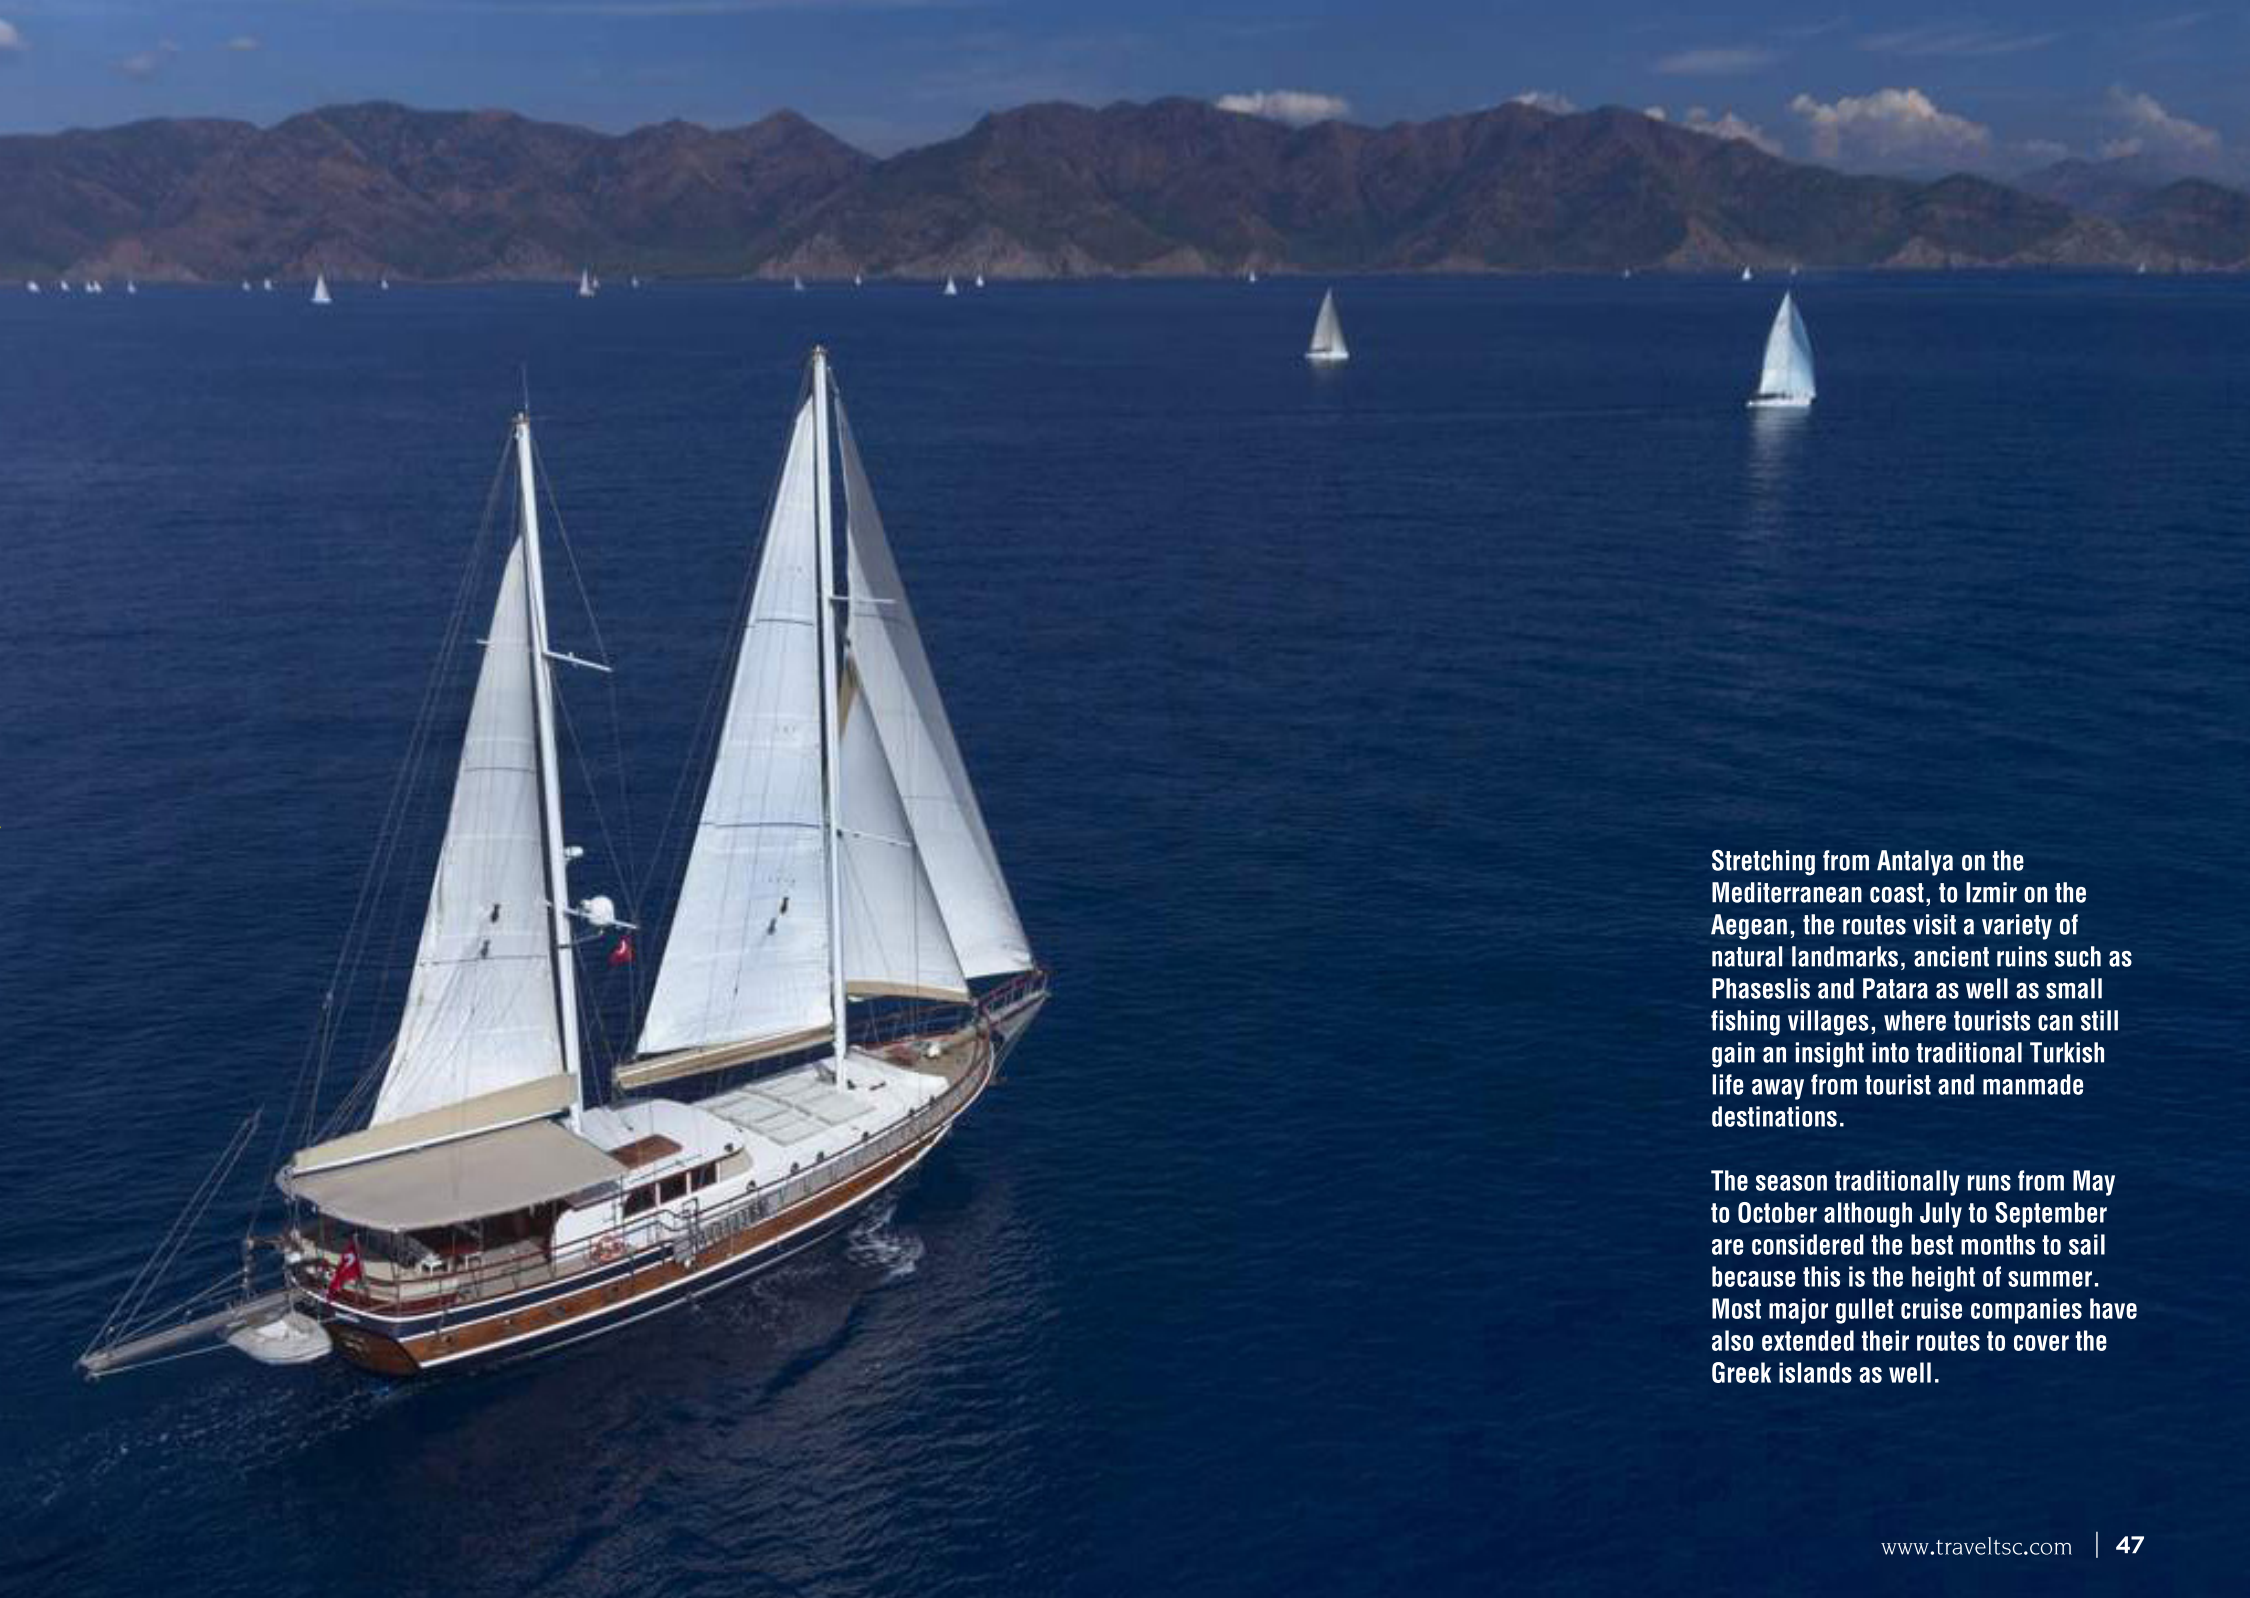 Stretching from Antalya on the
Mediterranean coast, to Izmir on the
Aegean, the routes visit a variety of
natural landmarks, ancient ruins such as
Phaseslis and Patara as well as small
fishing villages, where tourists can still
gain an insight into traditional Turkish
life away from tourist and manmade
destinations.
The season traditionally runs from May
to October although July to September
are considered the best months to sail
because this is the height of summer.
Most major gullet cruise companies have
also extended their routes to cover the
Greek islands as well.
www.traveltsc.com | 47